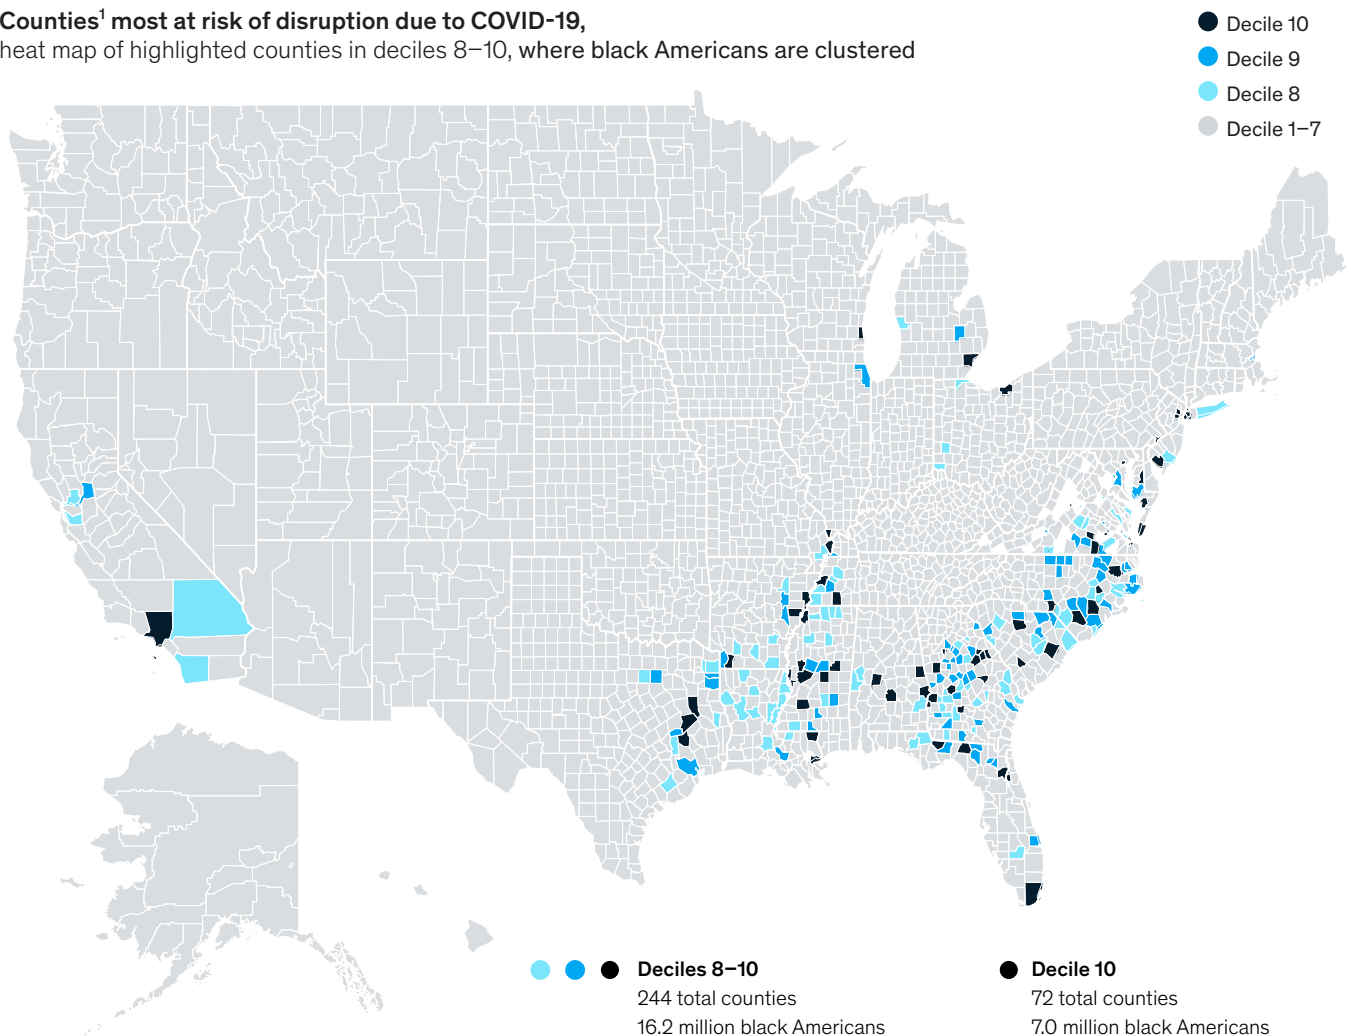 Counties¹ most at risk of disruption due to COVID-19,
heat map of highlighted counties in deciles 8–10, where black Americans are clustered
Decile 10
Decile 9
Decile 8
Decile 1–7
Deciles 8–10
244 total counties
16.2 million black Americans
Decile 10
72 total counties
7.0 million black Americans